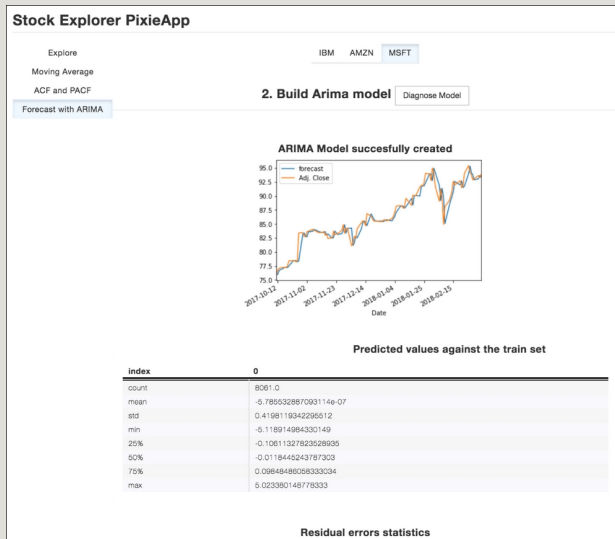 Stock Explorer PixieApp
Explore
Moving Average
ACF and PACF
Forecast with ARIMA
IBM AMZN MSFT
2. Build Arima model Diagnose Model
ARIMA Model succesfully created
forecast
Adj. Close
95.0
92.5
90.0
87.5
85.0
82.5
80.0
77.5
75.0
2017-10-12 2017-11-02 2017-11-23 2017-12-14 2018-01-04 2018-01-25 2018-02-15
Date
Predicted values against the train set
index 0
count 8061.0
mean -5.785532887093114e-07
std 0.4198119342295512
min -5.118914984330149
25% -0.10611327823528935
50% -0.0118445243787303
75% 0.09848486058333034
max 5.023380148778333
Residual errors statistics